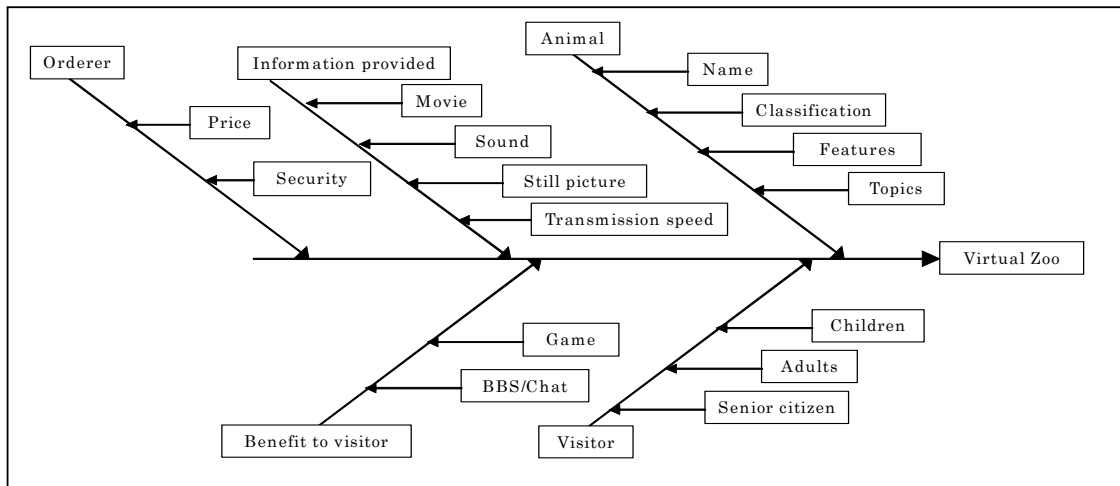 Orderer
Price
Security
Information provided
Movie
Sound
Still picture
Transmission speed
Animal
Name
Classification
Features
Topics
Virtual Zoo
Game
BBS/Chat
Benefit to visitor
Children
Adults
Senior citizen
Visitor